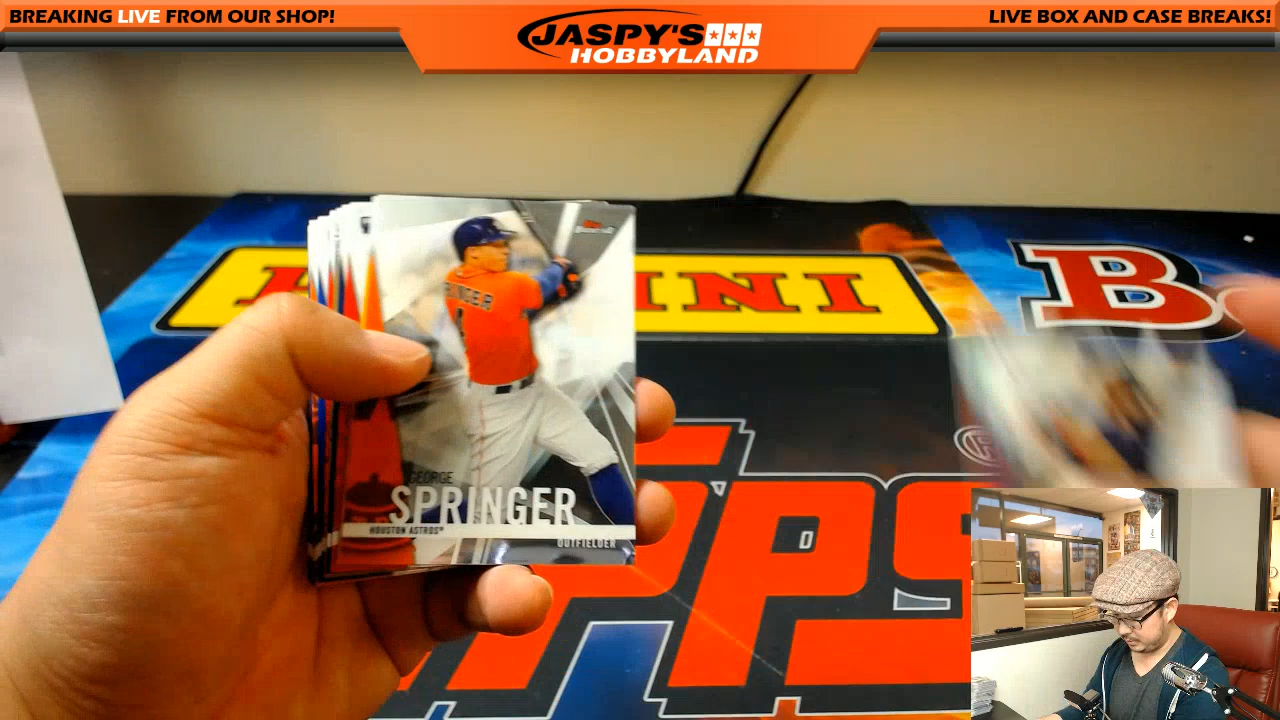 BREAKING LIVE FROM OUR SHOP!
JASPY'S
HOBBYLAND
LIVE BOX AND CASE BREAKS!
GEORGE
SPRINGER
HOUSTON ASTROS
OUTFIELDER